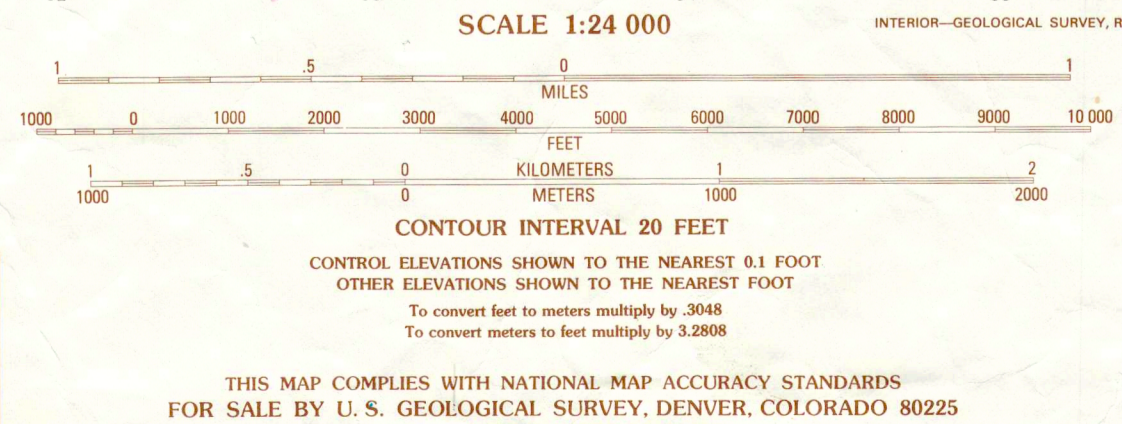 SCALE 1:24 000
INTERIOR—GEOLOGICAL SURVEY, R
1 .5 0 1
MILES
1000 0 1000 2000 3000 4000 5000 6000 7000 8000 9000 10 000
FEET
1 .5 0 KILOMETERS 1 2
1000 0 METERS 1000 2000
CONTOUR INTERVAL 20 FEET
CONTROL ELEVATIONS SHOWN TO THE NEAREST 0.1 FOOT
OTHER ELEVATIONS SHOWN TO THE NEAREST FOOT
To convert feet to meters multiply by .3048
To convert meters to feet multiply by 3.2808
THIS MAP COMPLIES WITH NATIONAL MAP ACCURACY STANDARDS
FOR SALE BY U. S. GEOLOGICAL SURVEY, DENVER, COLORADO 80225